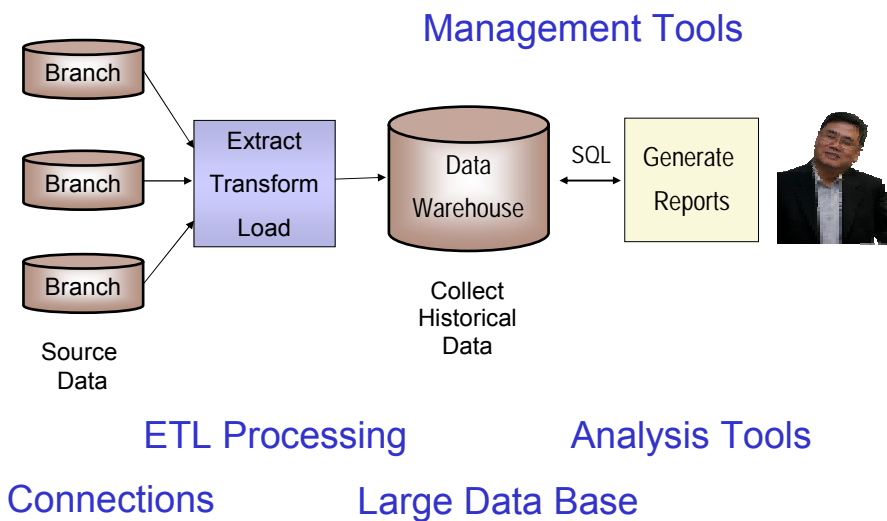 Management Tools
Branch
Branch
Branch
Source
Data
Extract
Transform
Load
Data
Warehouse
Collect
Historical
Data
SQL
Generate
Reports
ETL Processing
Analysis Tools
Connections
Large Data Base